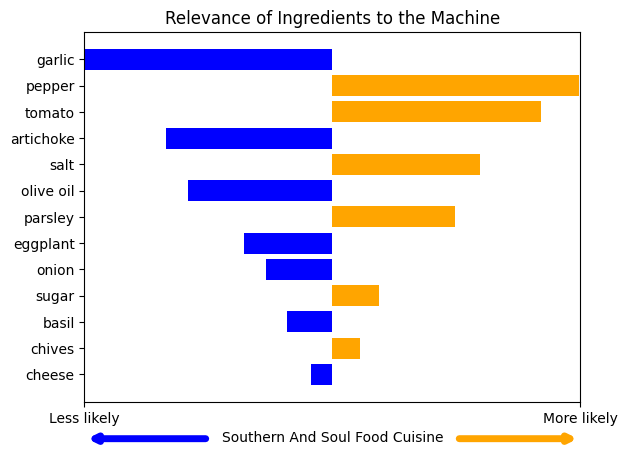 Relevance of Ingredients to the Machine
garlic
pepper
tomato
artichoke
salt
olive oil
parsley
eggplant
onion
sugar
basil
chives
cheese
Less likely More likely
Southern And Soul Food Cuisine